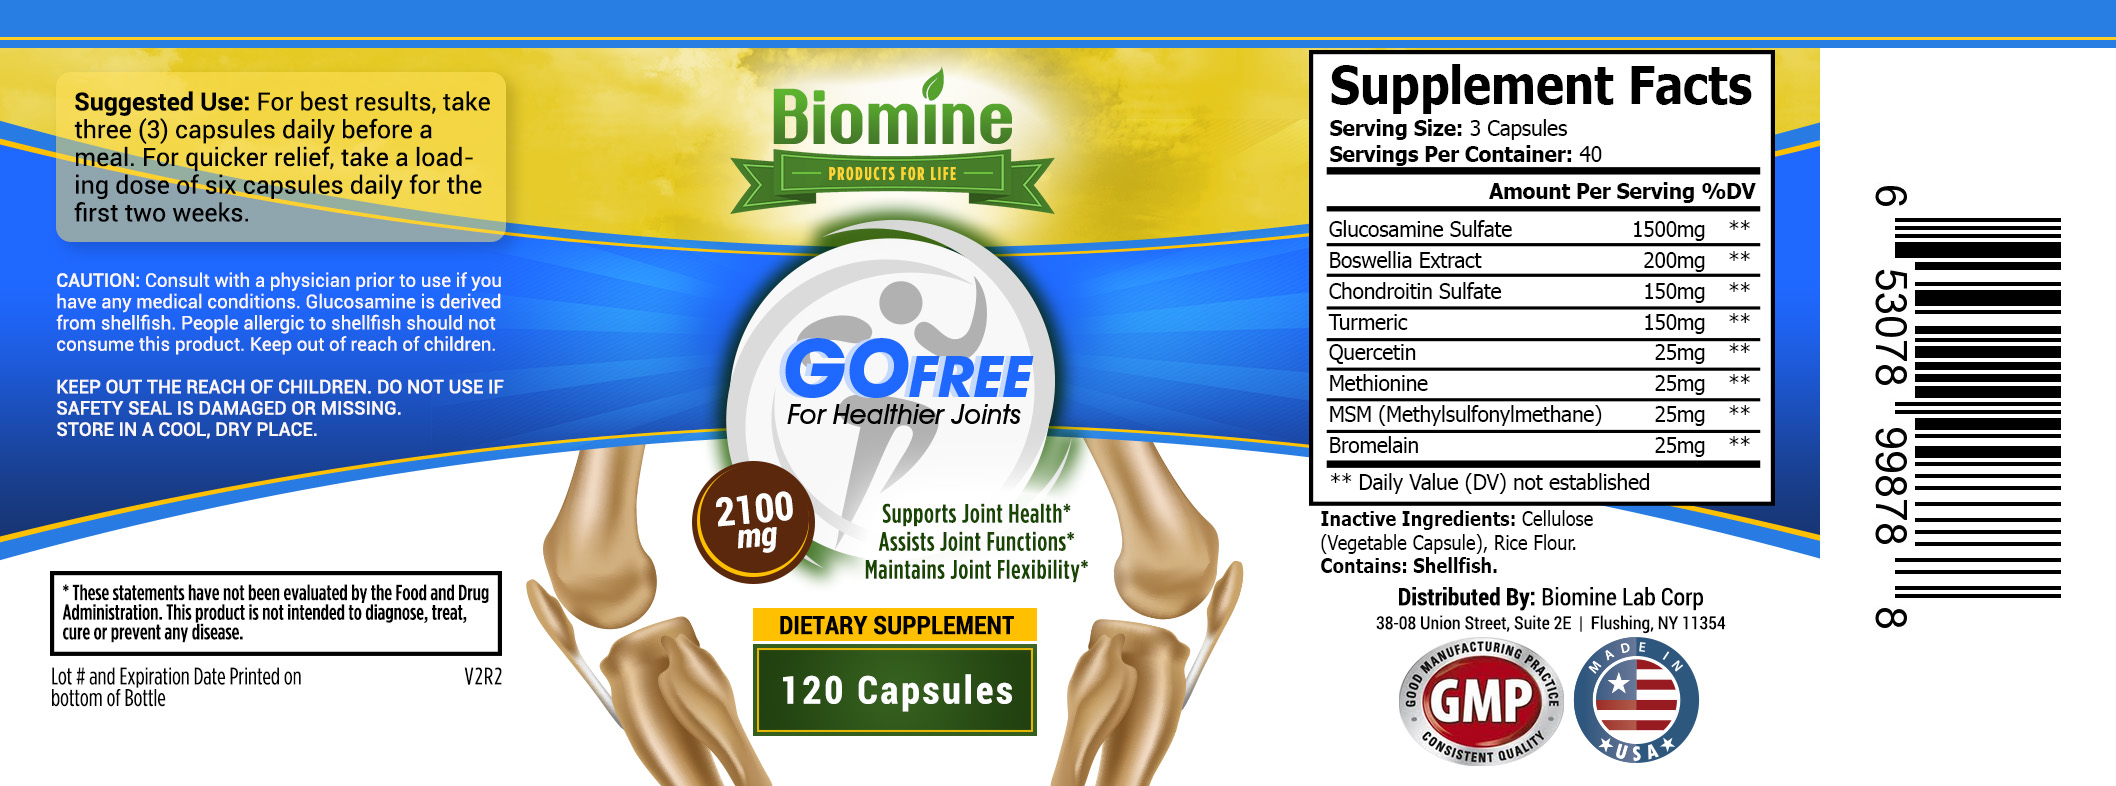 Suggested Use: For best results, take
three (3) capsules daily before a
meal. For quicker relief, take a load-
ing dose of six capsules daily for the
first two weeks.
CAUTION: Consult with a physician prior to use if you
have any medical conditions. Glucosamine is derived
from shellfish. People allergic to shellfish should not
consume this product. Keep out of reach of children.
KEEP OUT THE REACH OF CHILDREN. DO NOT USE IF
SAFETY SEAL IS DAMAGED OR MISSING.
STORE IN A COOL, DRY PLACE.
* These statements have not been evaluated by the Food and Drug
Administration. This product is not intended to diagnose, treat,
cure or prevent any disease.
Lot # and Expiration Date Printed on
bottom of Bottle
V2R2
Biomine
PRODUCTS FOR LIFE
GOFREE
For Healthier Joints
2100
mg
Supports Joint Health*
Assists Joint Functions*
Maintains Joint Flexibility*
DIETARY SUPPLEMENT
120 Capsules
Supplement Facts
Serving Size: 3 Capsules
Servings Per Container: 40
Amount Per Serving %DV
Glucosamine Sulfate 1500mg **
Boswellia Extract 200mg **
Chondroitin Sulfate 150mg **
Turmeric 150mg **
Quercetin 25mg **
Methionine 25mg **
MSM (Methylsulfonylmethane) 25mg **
Bromelain 25mg **
** Daily Value (DV) not established
Inactive Ingredients: Cellulose
(Vegetable Capsule), Rice Flour.
Contains: Shellfish.
Distributed By: Biomine Lab Corp
38-08 Union Street, Suite 2E | Flushing, NY 11354
GOOD MANUFACTURING PRACTICE
GMP
CONSISTENT QUALITY
MADE IN
USA
6 53078 99878 8